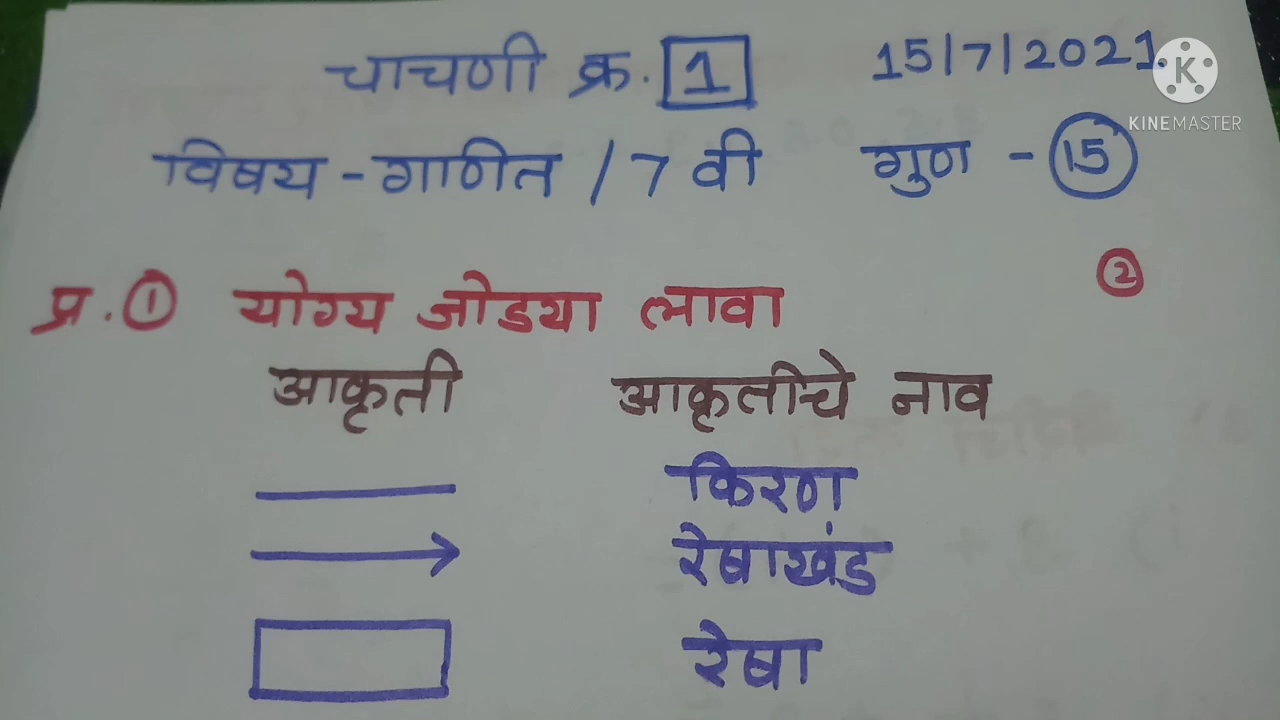 चाचणी क्र. 1 15/7/2021.
KINEMASTER
विषय - गणित / 7 वी गुण - 15
प्र. 1 योग्य जोड्या लावा 2
आकृती आकृतीचे नाव
किरण
रेषाखंड
रेषा